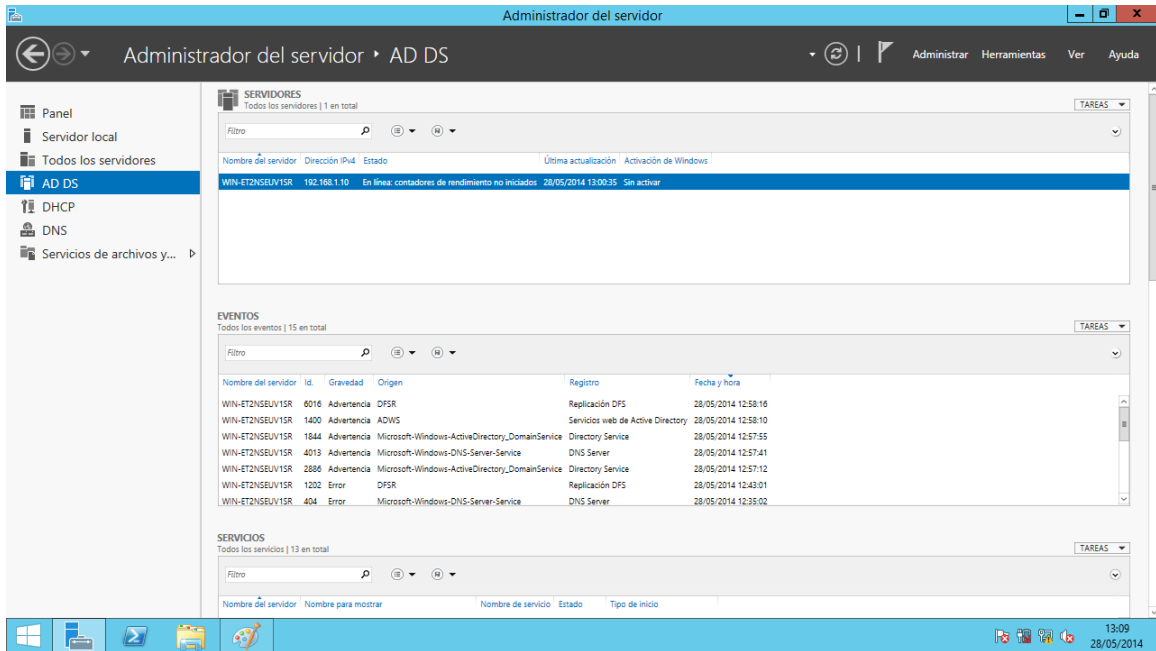 Administrador del servidor
Administrador del servidor ‣ AD DS
Administrar Herramientas Ver Ayuda
Panel
Servidor local
Todos los servidores
AD DS
DHCP
DNS
Servicios de archivos y...
SERVIDORES
Todos los servidores | 1 en total
TAREAS
Filtro
Nombre del servidor Dirección IPv4 Estado Última actualización Activación de Windows
WIN-ET2NSEUV1SR 192.168.1.10 En línea: contadores de rendimiento no iniciados 28/05/2014 13:00:35 Sin activar
EVENTOS
Todos los eventos | 15 en total
TAREAS
Filtro
Nombre del servidor Id. Gravedad Origen Registro Fecha y hora
WIN-ET2NSEUV1SR 6016 Advertencia DFSR Replicación DFS 28/05/2014 12:58:16
WIN-ET2NSEUV1SR 1400 Advertencia ADWS Servicios web de Active Directory 28/05/2014 12:58:10
WIN-ET2NSEUV1SR 1844 Advertencia Microsoft-Windows-ActiveDirectory_DomainService Directory Service 28/05/2014 12:57:55
WIN-ET2NSEUV1SR 4013 Advertencia Microsoft-Windows-DNS-Server-Service DNS Server 28/05/2014 12:57:41
WIN-ET2NSEUV1SR 2886 Advertencia Microsoft-Windows-ActiveDirectory_DomainService Directory Service 28/05/2014 12:57:12
WIN-ET2NSEUV1SR 1202 Error DFSR Replicación DFS 28/05/2014 12:43:01
WIN-ET2NSEUV1SR 404 Error Microsoft-Windows-DNS-Server-Service DNS Server 28/05/2014 12:35:02
SERVICIOS
Todos los servicios | 13 en total
TAREAS
Filtro
Nombre del servidor Nombre para mostrar Nombre de servicio Estado Tipo de inicio
13:09
28/05/2014